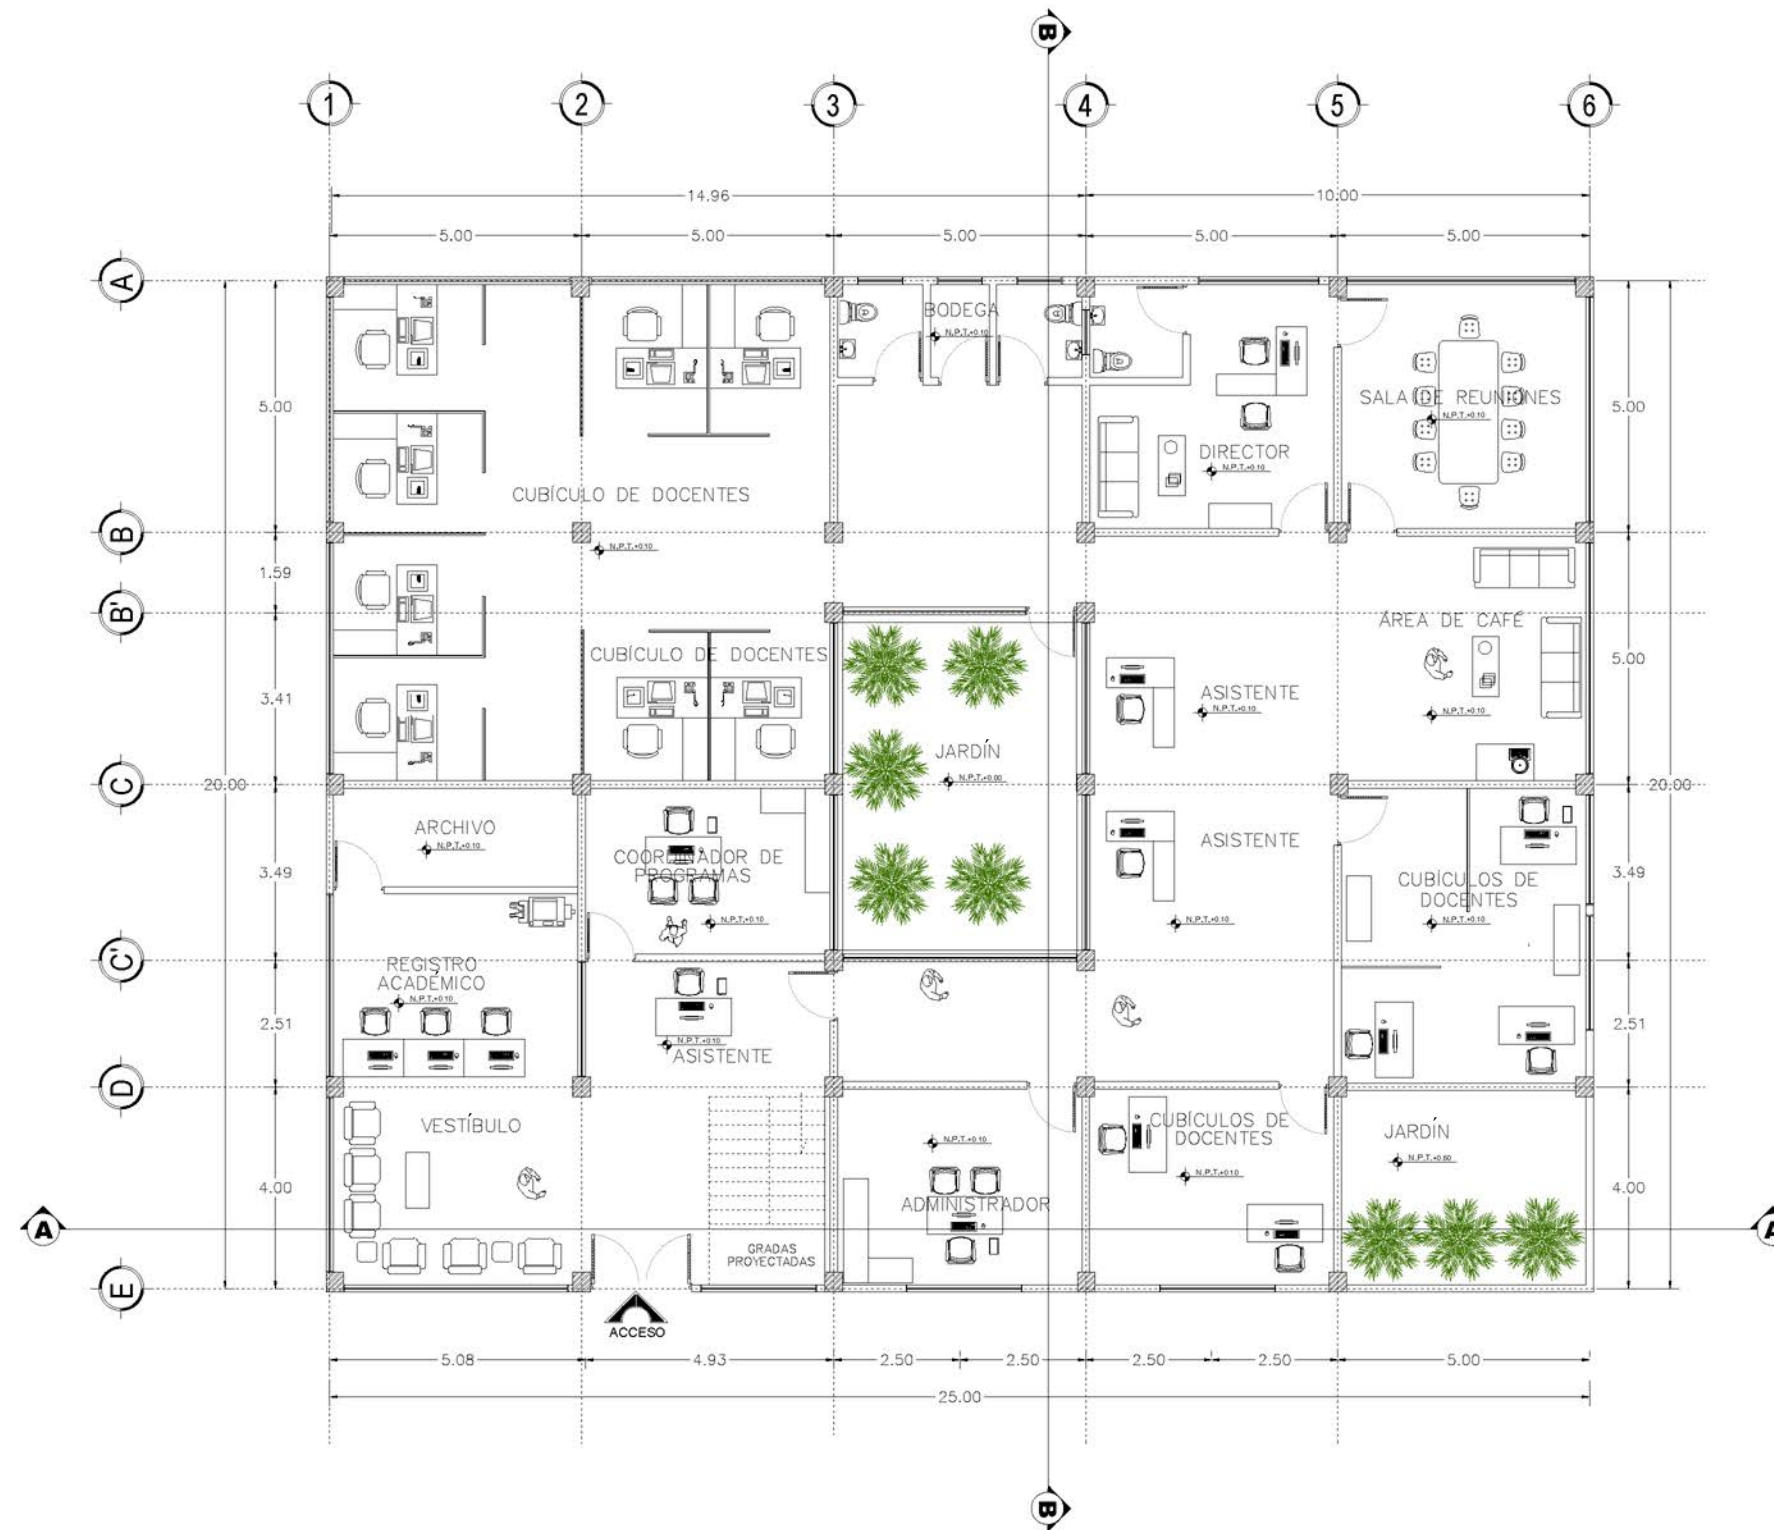 B
1 2 3 4 5 6
14.96 10.00
5.00 5.00 5.00 5.00 5.00
A
BODEGA
N.P.T.+0.10
5.00
SALA DE REUNIONES
N.P.T.+0.10
5.00
DIRECTOR
N.P.T.+0.10
CUBÍCULO DE DOCENTES
B
N.P.T.+0.10
1.59
B'
ÁREA DE CAFÉ
CUBÍCULO DE DOCENTES
5.00
3.41
ASISTENTE
N.P.T.+0.10
N.P.T.+0.10
JARDÍN
N.P.T.+0.00
C
20.00
20.00
ARCHIVO
N.P.T.+0.10
ASISTENTE
COORDINADOR DE
PROGRAMAS
3.49
3.49
CUBÍCULOS DE
DOCENTES
N.P.T.+0.10
N.P.T.+0.10
N.P.T.+0.10
C'
REGISTRO
ACADÉMICO
N.P.T.+0.10
2.51
2.51
N.P.T.+0.10
ASISTENTE
D
VESTÍBULO
CUBÍCULOS DE
DOCENTES
JARDÍN
N.P.T.+0.10
N.P.T.+0.60
N.P.T.+0.10
4.00
4.00
ADMINISTRADOR
A
A
GRADAS
PROYECTADAS
E
ACCESO
5.08 4.93 2.50 2.50 2.50 2.50 5.00
25.00
B